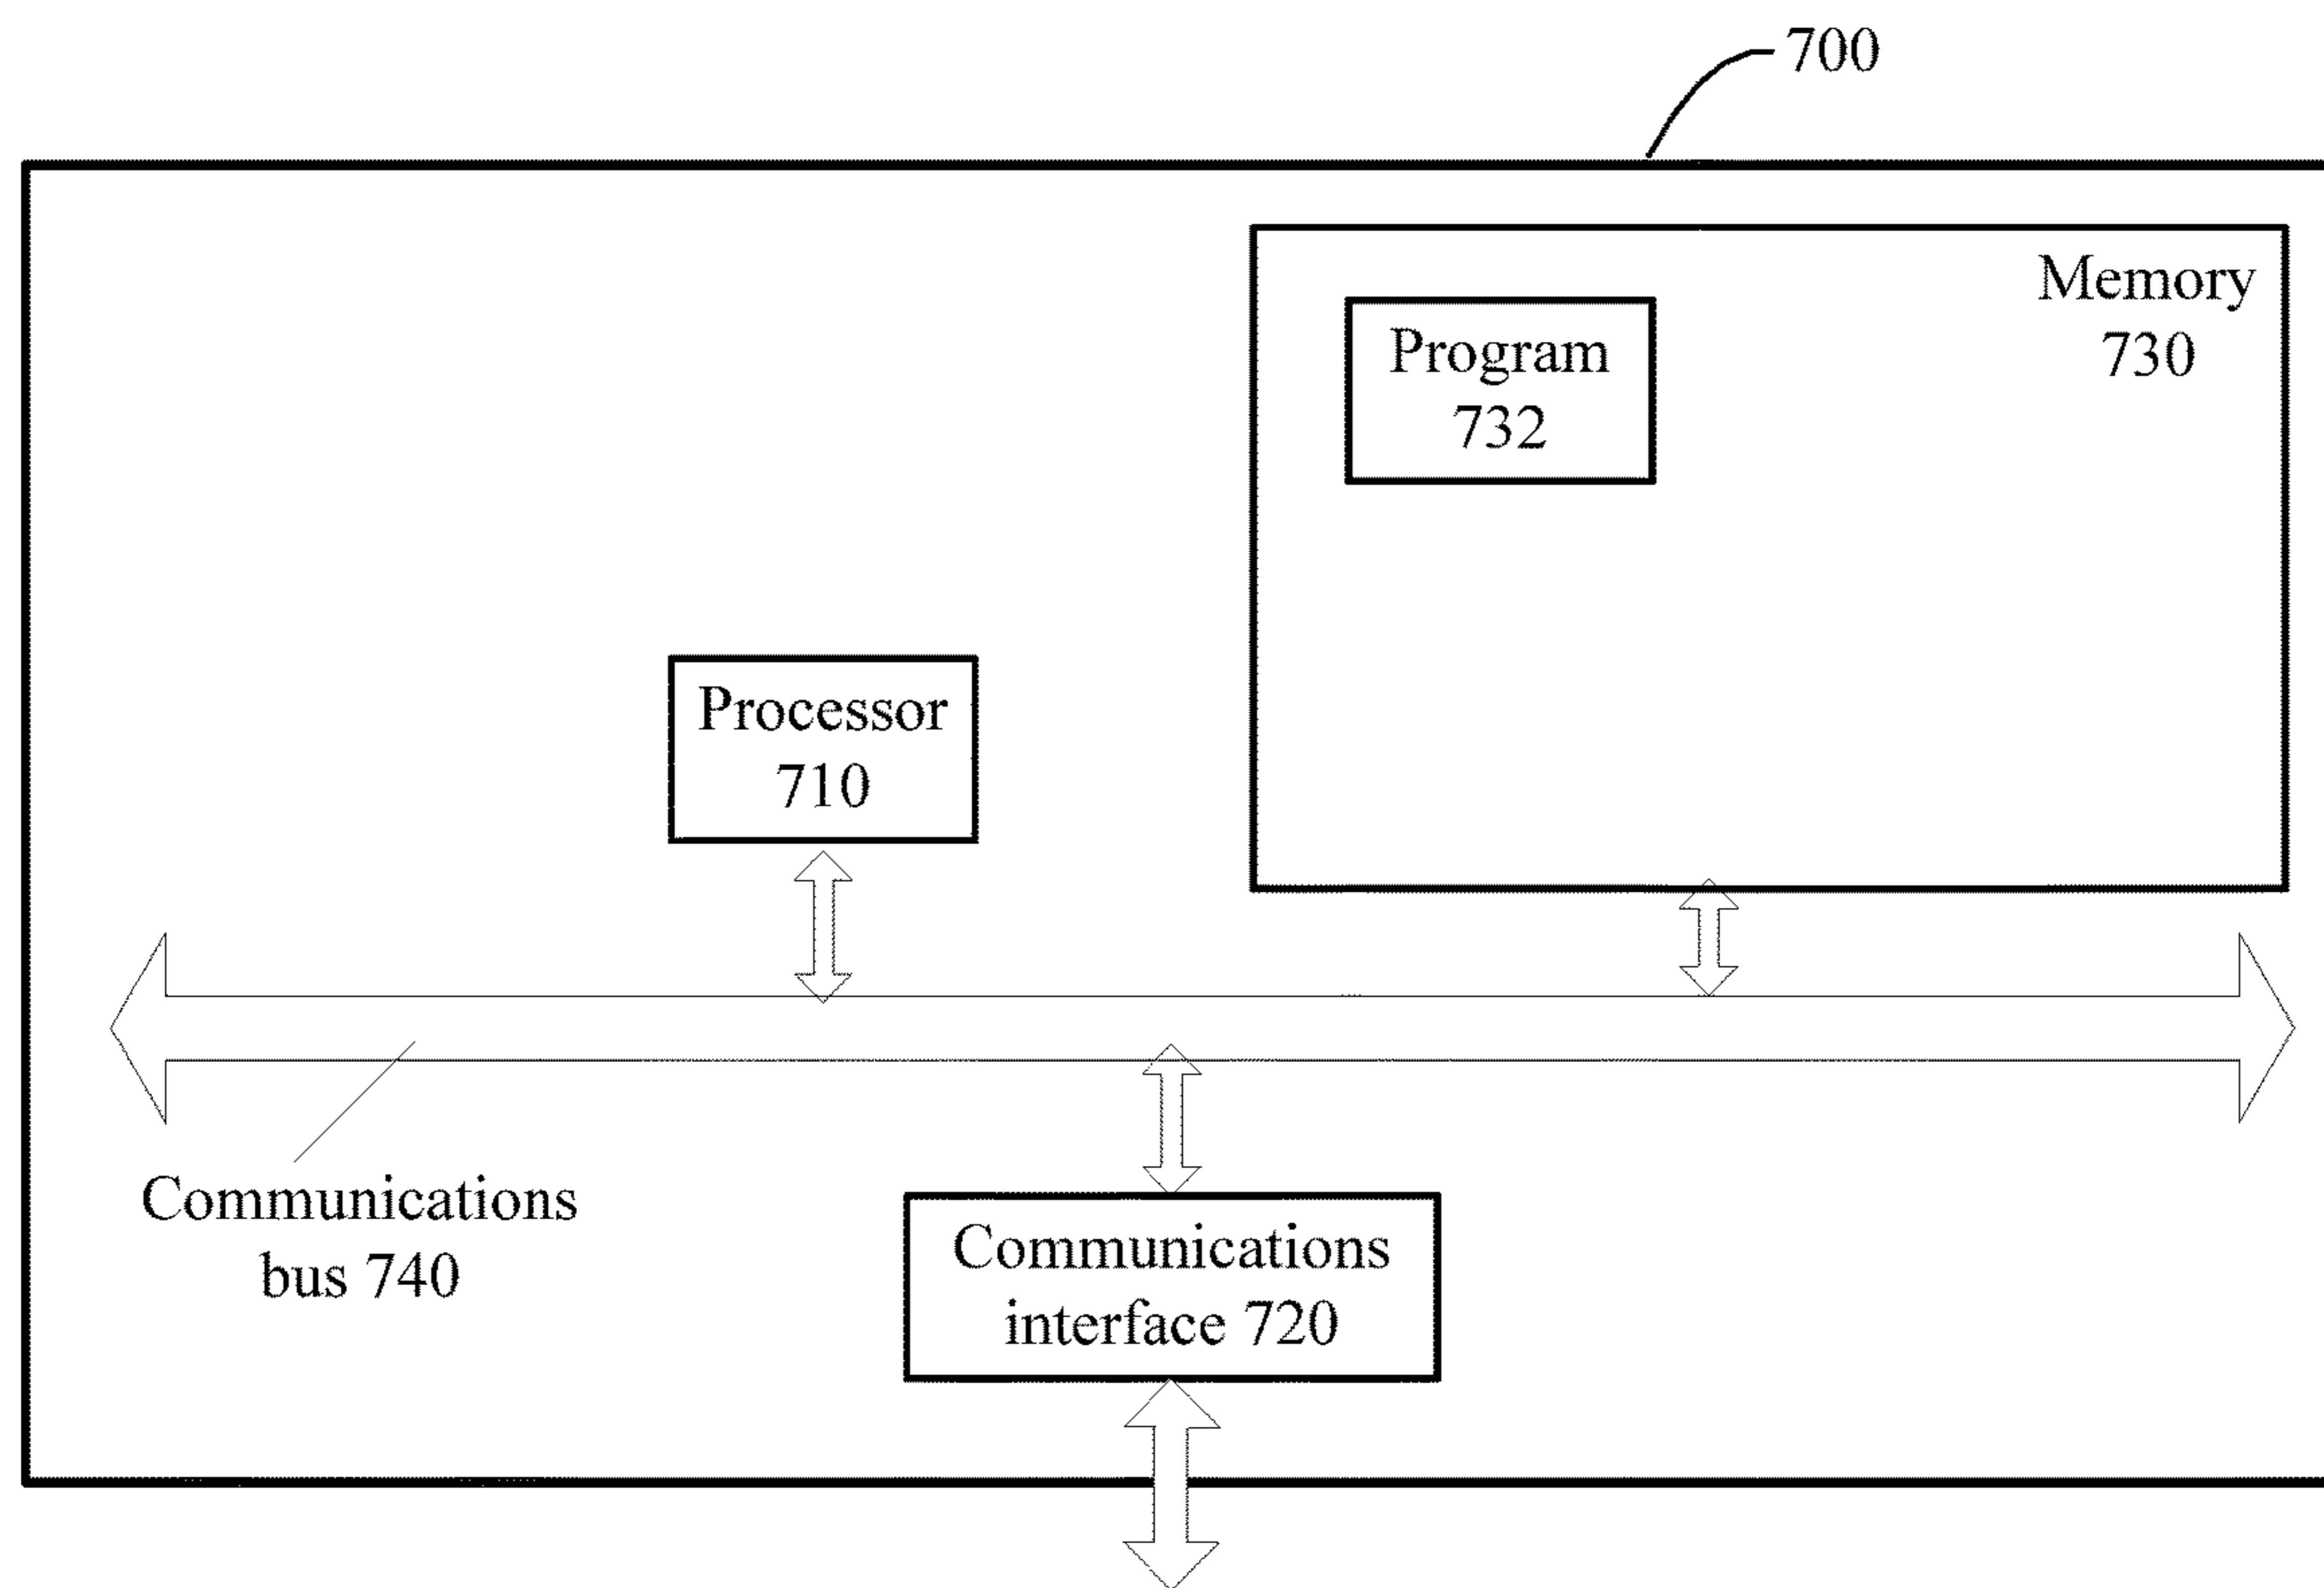 700
Memory
730
Program
732
Processor
710
Communications
bus 740
Communications
interface 720